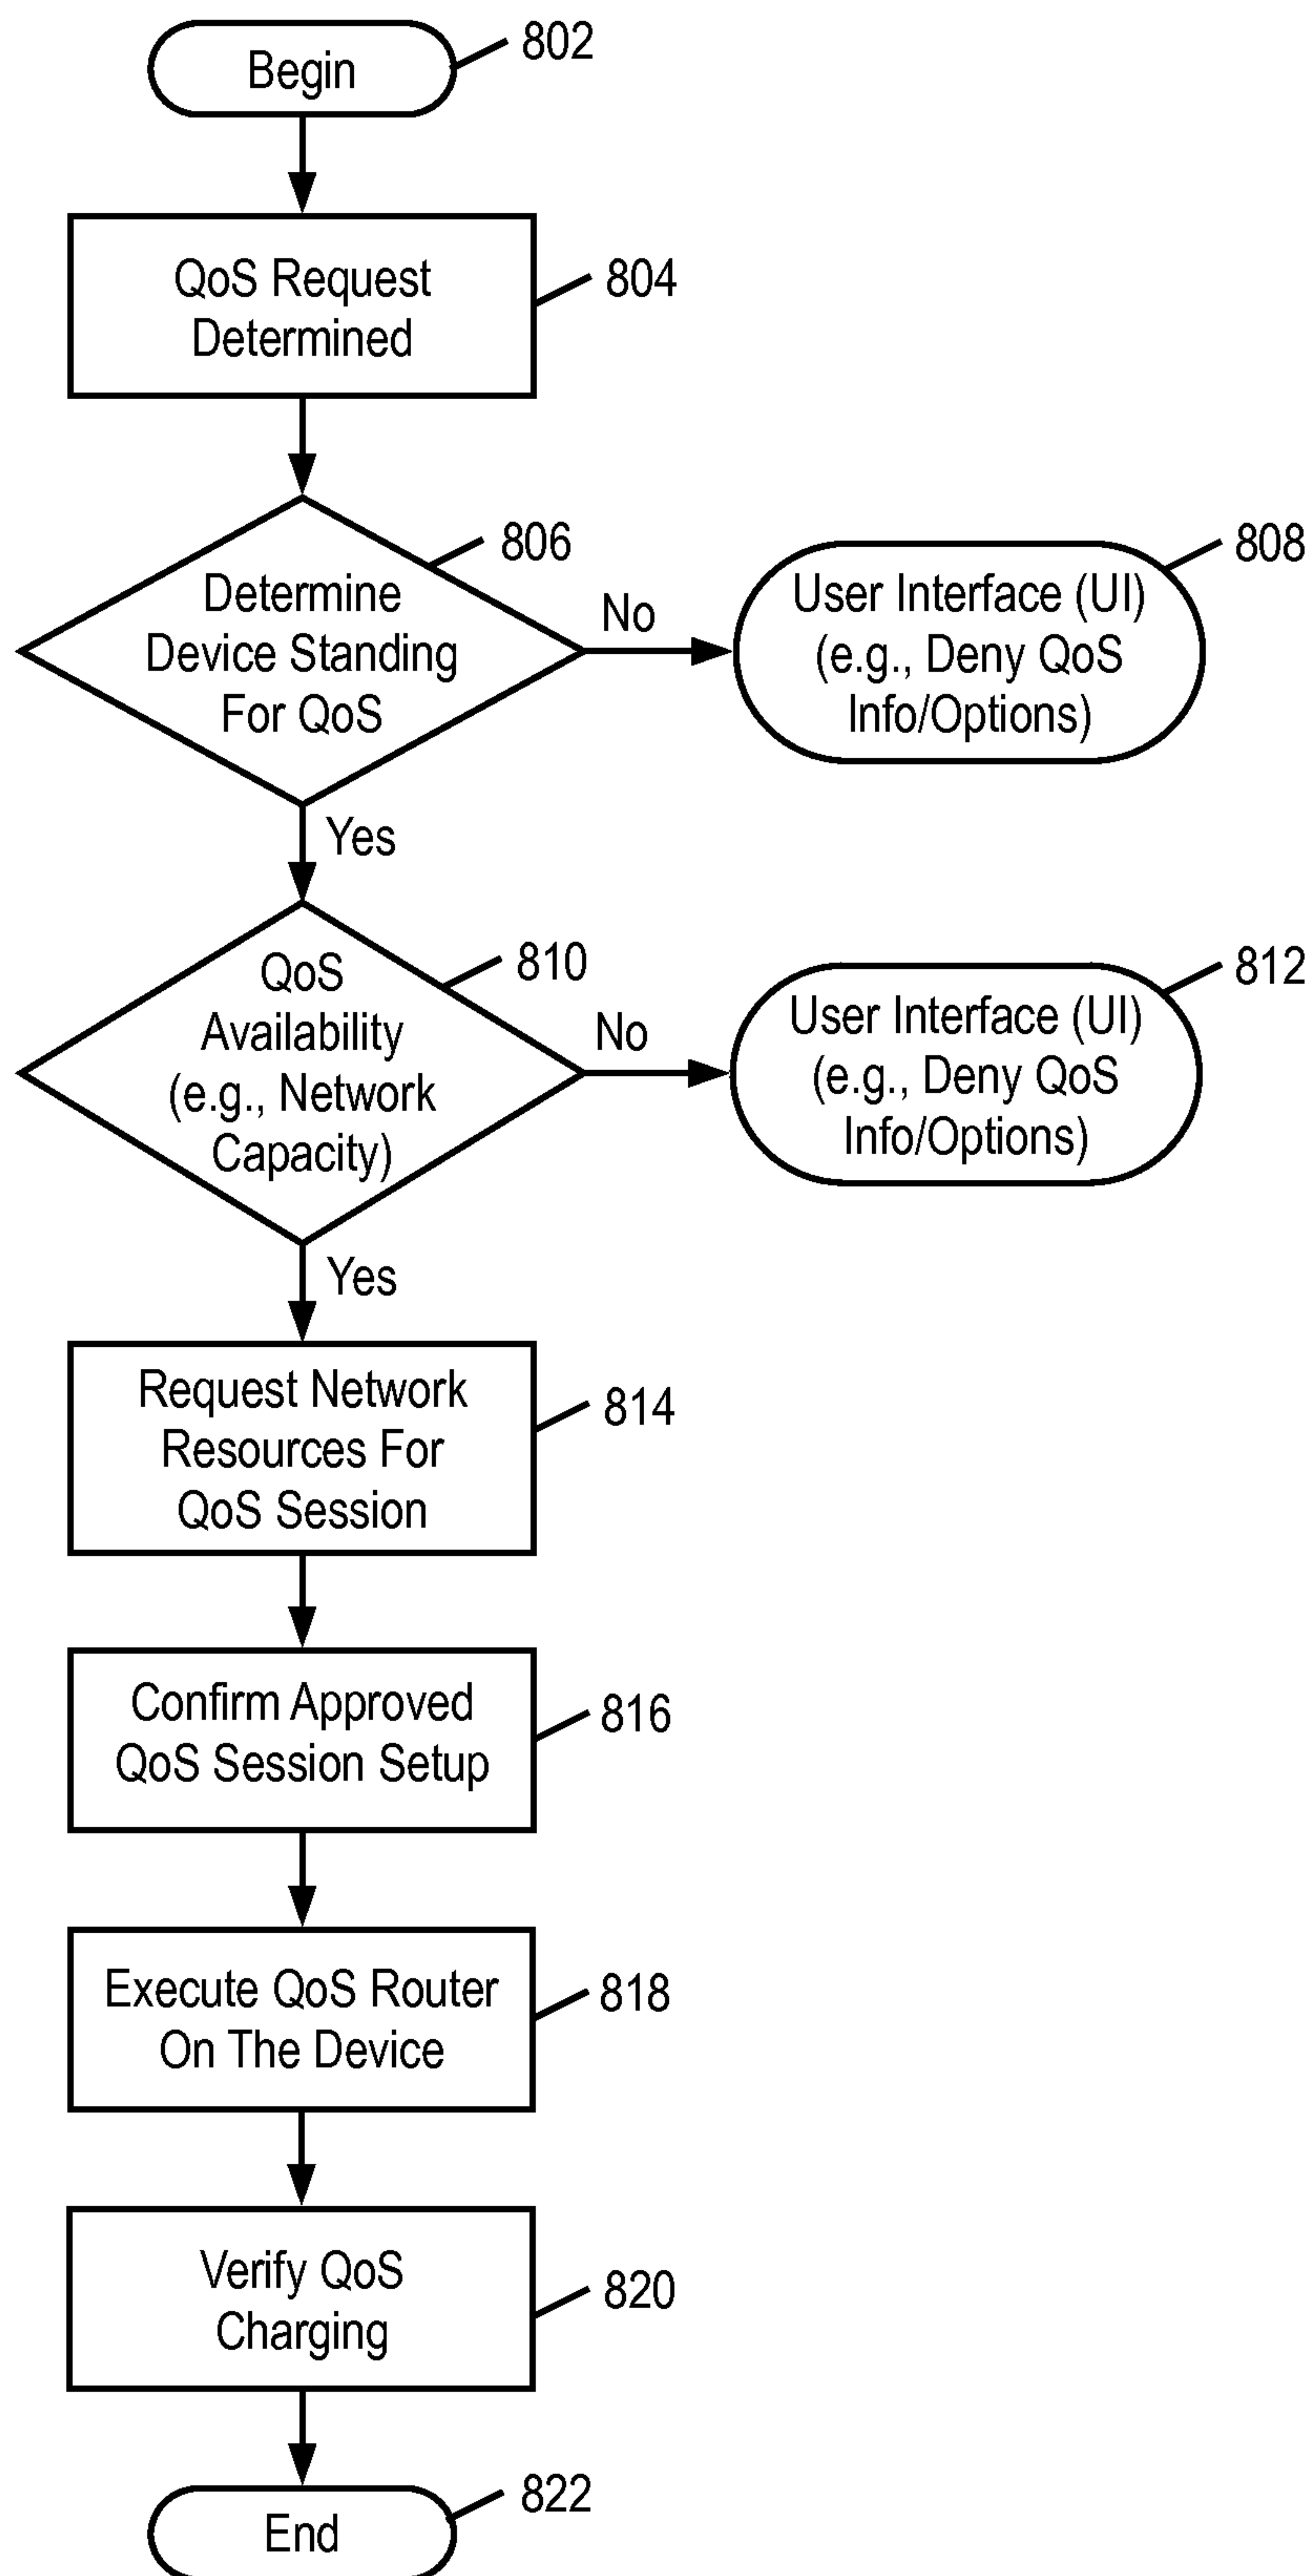 Begin
802
QoS Request
Determined
804
Determine
Device Standing
For QoS
806
No
User Interface (UI)
(e.g., Deny QoS
Info/Options)
808
Yes
QoS
Availability
(e.g., Network
Capacity)
810
No
User Interface (UI)
(e.g., Deny QoS
Info/Options)
812
Yes
Request Network
Resources For
QoS Session
814
Confirm Approved
QoS Session Setup
816
Execute QoS Router
On The Device
818
Verify QoS
Charging
820
End
822